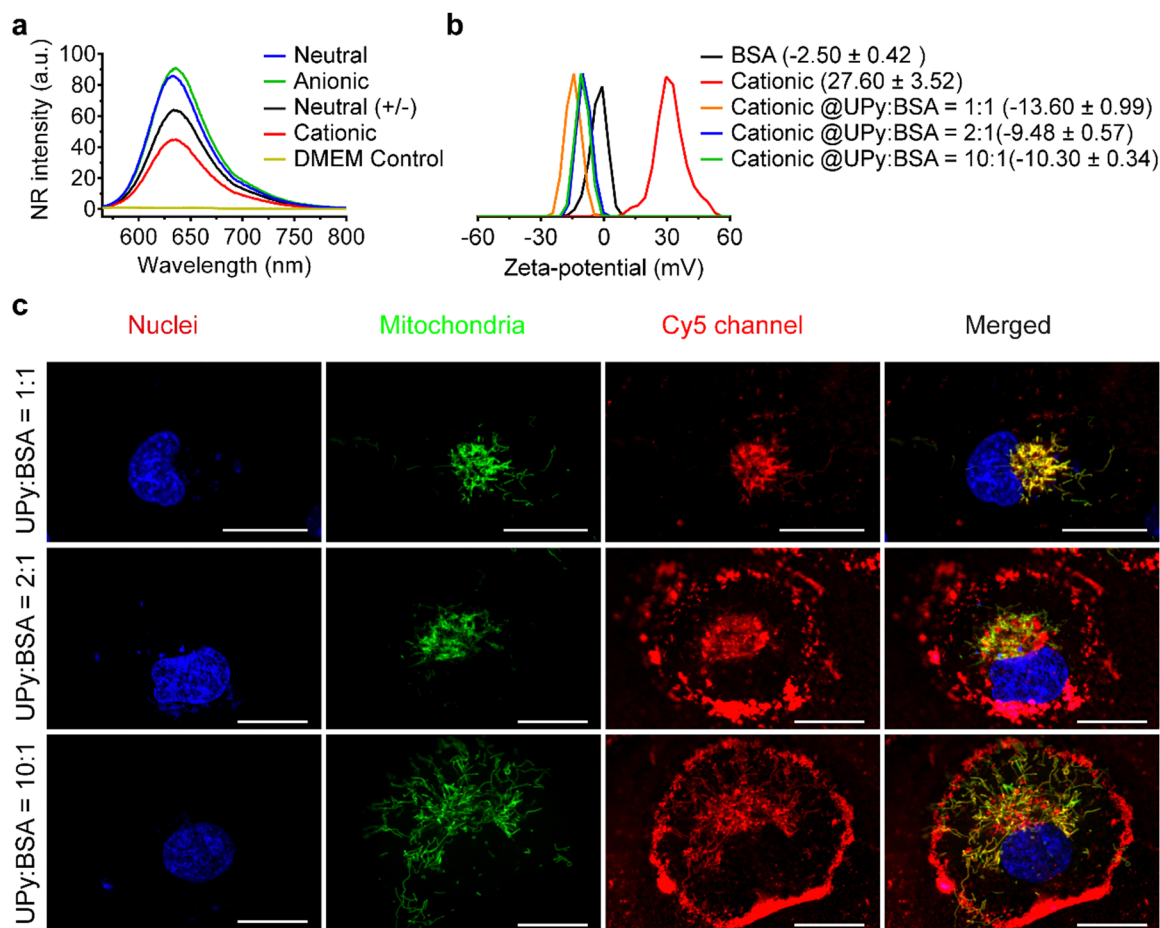 a
NR intensity (a.u.)
100
80
60
40
20
0
600
650
700
750
800
Wavelength (nm)
Neutral
Anionic
Neutral (+/-)
Cationic
DMEM Control
b
-60
-30
0
30
60
Zeta-potential (mV)
BSA (-2.50 ± 0.42)
Cationic (27.60 ± 3.52)
Cationic @UPy:BSA = 1:1 (-13.60 ± 0.99)
Cationic @UPy:BSA = 2:1 (-9.48 ± 0.57)
Cationic @UPy:BSA = 10:1(-10.30 ± 0.34)
c
Nuclei
Mitochondria
Cy5 channel
Merged
UPy:BSA = 1:1
UPy:BSA = 2:1
UPy:BSA = 10:1